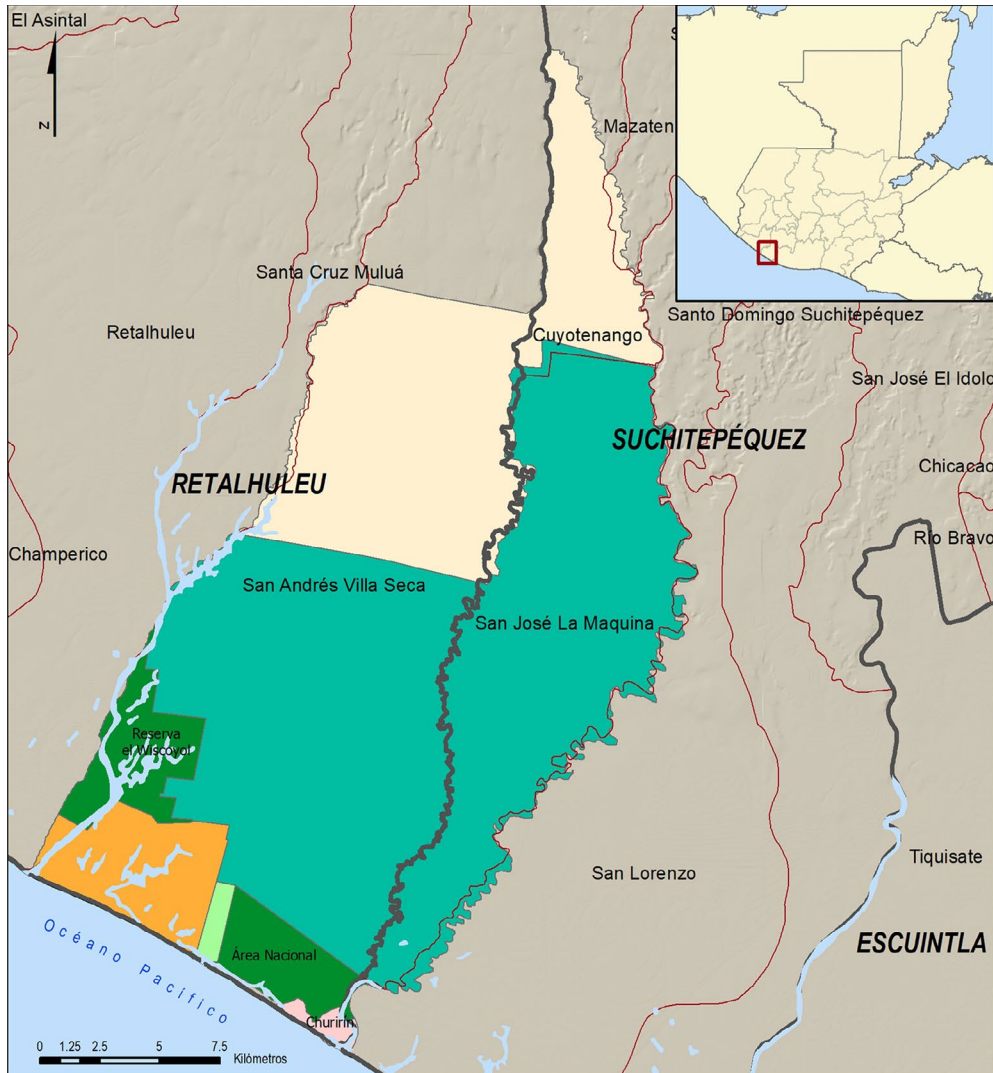 El Asintal
N
Mazaten
Santa Cruz Muluá
Retalhuleu
Santo Domingo Suchitepéquez
Cuyotenango
San José El Idolo
SUCHITEPÉQUEZ
Chicacao
RETALHULEU
Río Bravo
Champerico
San Andrés Villa Seca
San José La Maquina
Reserva
el Wiscoyol
Tiquisate
San Lorenzo
ESCUINTLA
Área Nacional
Océano Pacífico
Churirin
0 1.25 2.5 5 7.5
Kilómetros